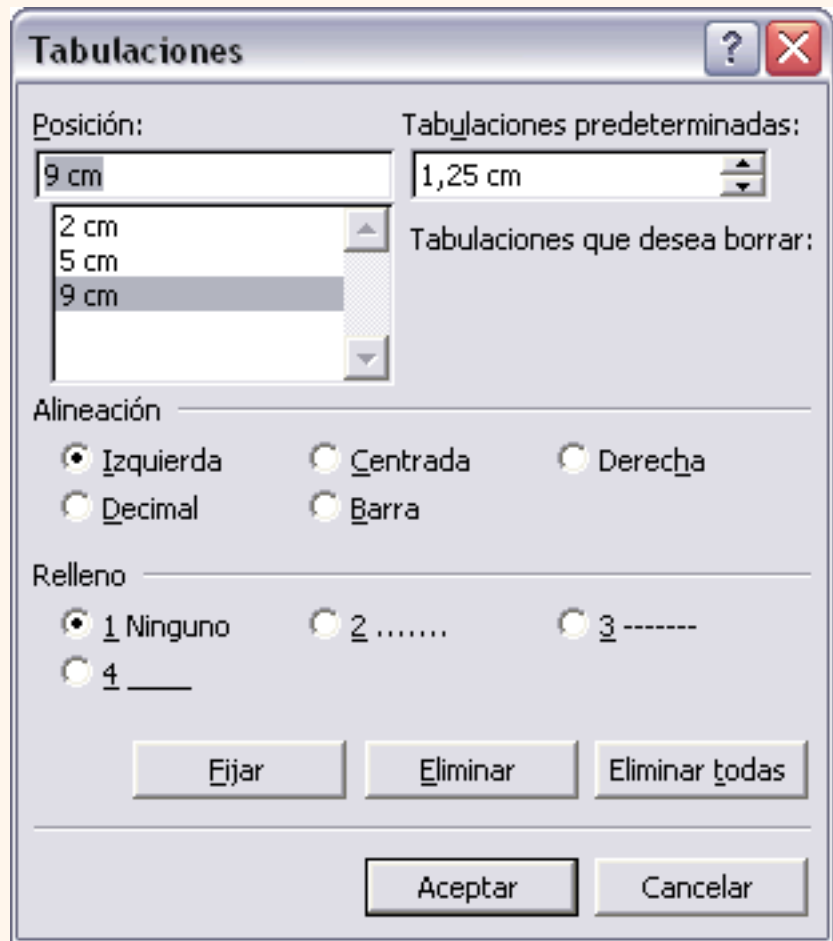 Tabulaciones
Posición: Tabulaciones predeterminadas:
9 cm 1,25 cm
2 cm
5 cm
9 cm
Tabulaciones que desea borrar:
Alineación
Izquierda Centrada Derecha
Decimal Barra
Relleno
1 Ninguno 2 ....... 3 -------
4 ____
Fijar Eliminar Eliminar todas
Aceptar Cancelar